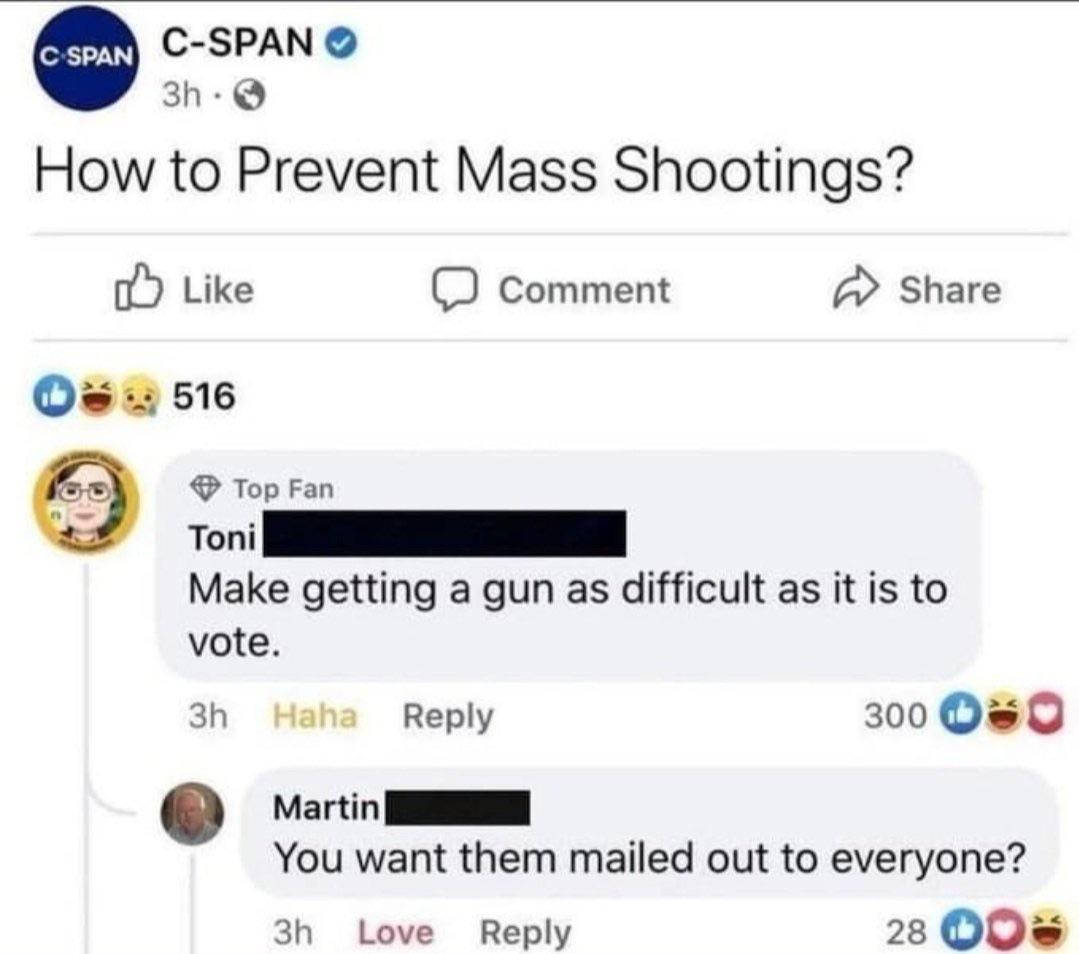 C-SPAN
C-SPAN
3h ·
How to Prevent Mass Shootings?
Like
Comment
Share
516
Top Fan
Toni
Make getting a gun as difficult as it is to
vote.
3h Haha Reply
300
Martin
You want them mailed out to everyone?
3h Love Reply
28